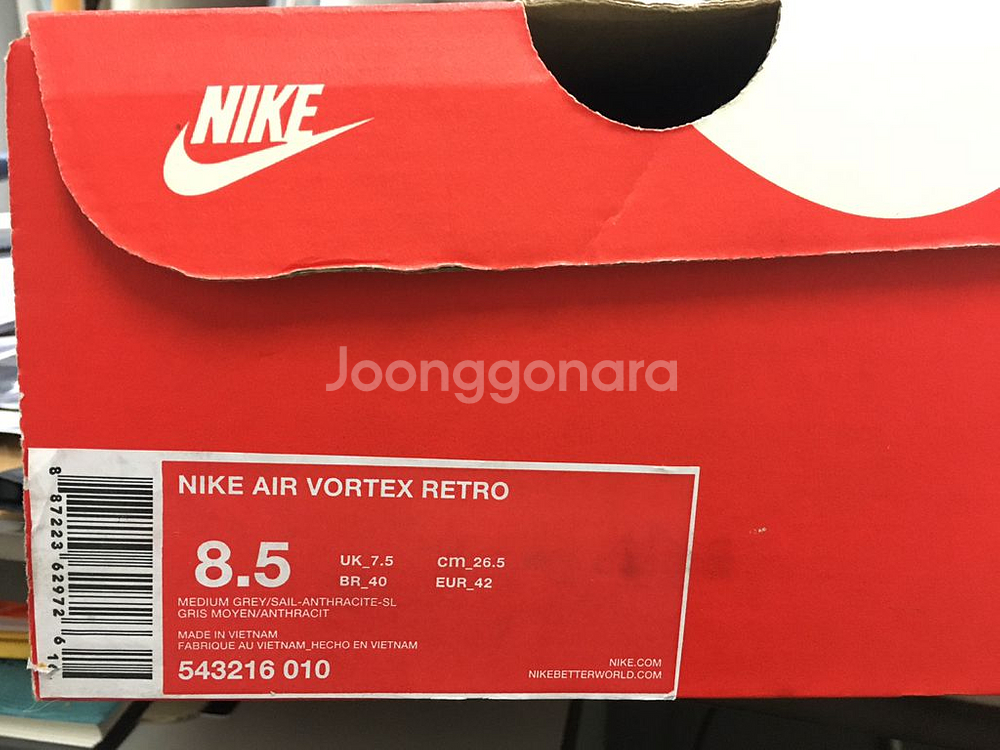 NIKE
Joonggonara
NIKE AIR VORTEX RETRO
8.5
UK_7.5 cm_26.5
BR_40 EUR_42
MEDIUM GREY/SAIL-ANTHRACITE-SL
GRIS MOYEN/ANTHRACIT
MADE IN VIETNAM
FABRIQUE AU VIETNAM_HECHO EN VIETNAM
543216 010
NIKE.COM
NIKEBETTERWORLD.COM
8 87223 62972 6